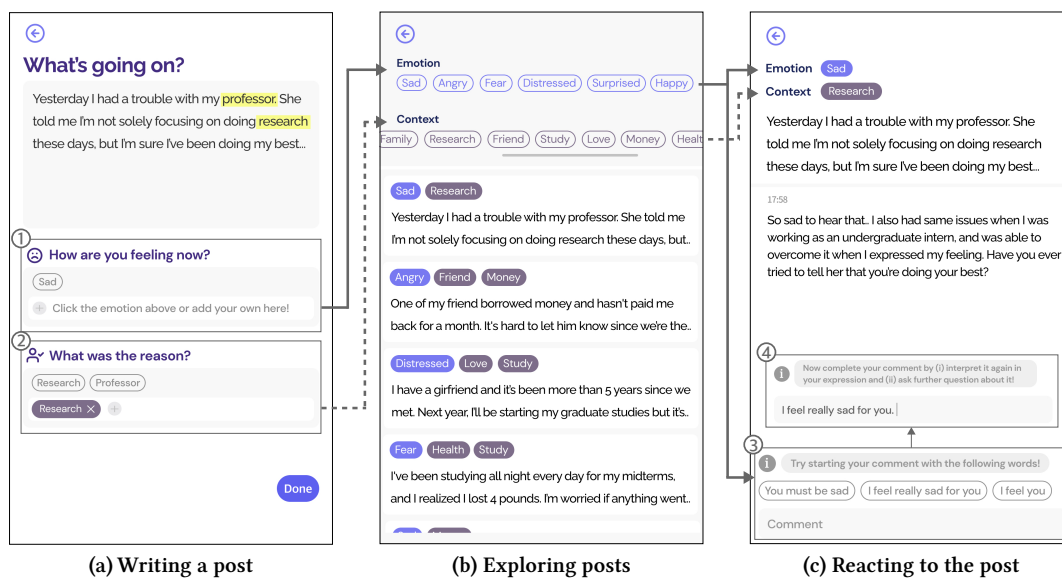 What's going on?
Yesterday I had a trouble with my professor. She
told me I'm not solely focusing on doing research
these days, but I'm sure I've been doing my best...
1
How are you feeling now?
Sad
+ Click the emotion above or add your own here!
2
What was the reason?
Research Professor
Research × +
Done
(a) Writing a post
Emotion
Sad Angry Fear Distressed Surprised Happy
Context
Family Research Friend Study Love Money Healt
Sad Research
Yesterday I had a trouble with my professor. She told me
I'm not solely focusing on doing research these days, but..
Angry Friend Money
One of my friend borrowed money and hasn't paid me
back for a month. It's hard to let him know since we're the..
Distressed Love Study
I have a girlfriend and it's been more than 5 years since we
met. Next year, I'll be starting my graduate studies but it's..
Fear Health Study
I've been studying all night every day for my midterms,
and I realized I lost 4 pounds. I'm worried if anything went..
(b) Exploring posts
Emotion Sad
Context Research
Yesterday I had a trouble with my professor. She
told me I'm not solely focusing on doing research
these days, but I'm sure I've been doing my best...
17:58
So sad to hear that.. I also had same issues when I was
working as an undergraduate intern, and was able to
overcome it when I expressed my feeling. Have you ever
tried to tell her that you're doing your best?
4
i Now complete your comment by (i) interpret it again in
your expression and (ii) ask further question about it!
I feel really sad for you.
3
i Try starting your comment with the following words!
You must be sad I feel really sad for you I feel you
Comment
(c) Reacting to the post